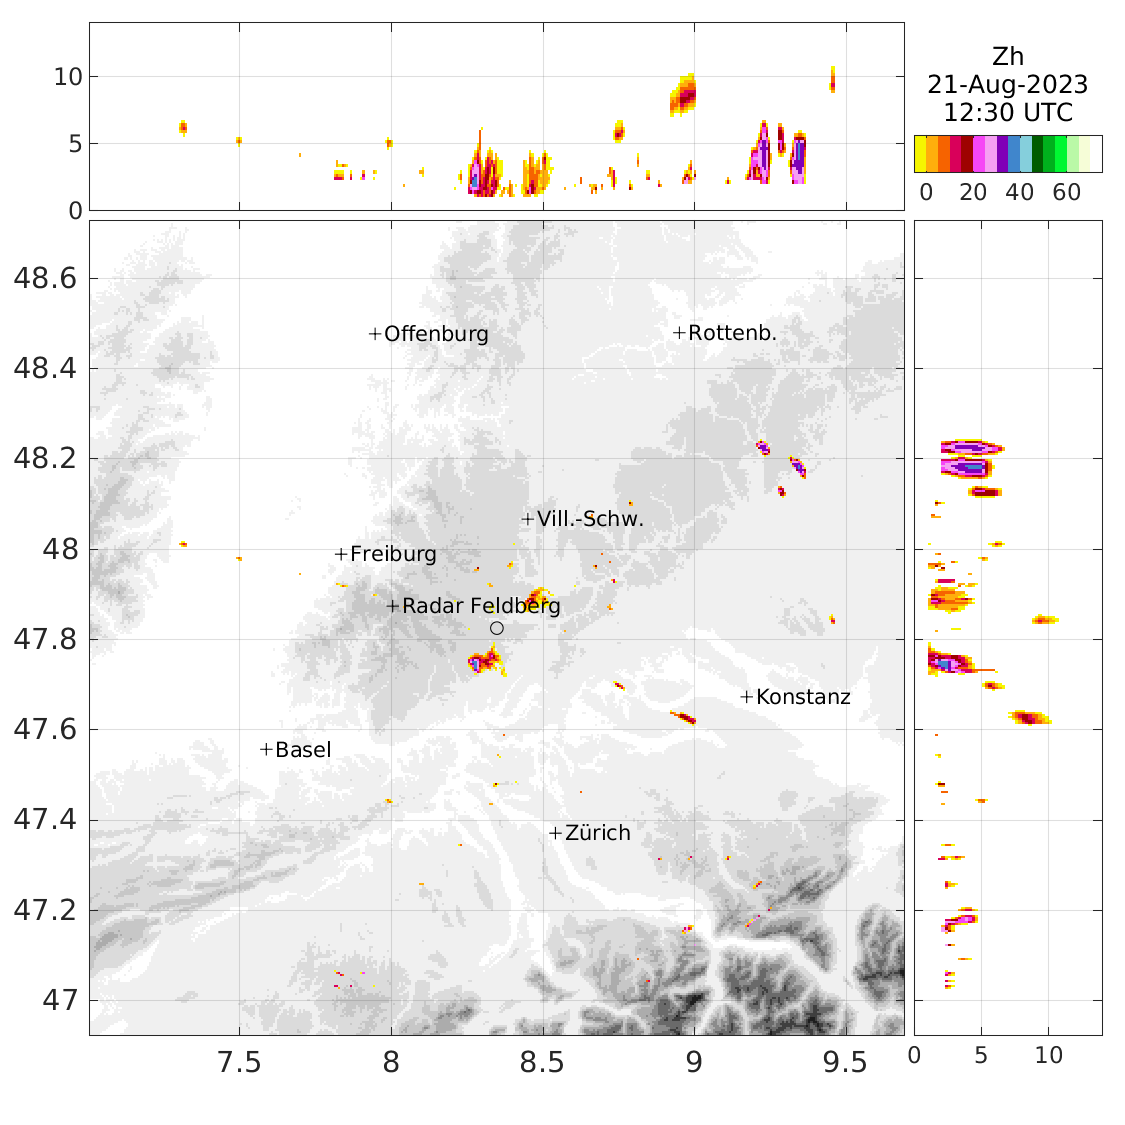 10
5
0
Zh
21-Aug-2023
12:30 UTC
0 20 40 60
48.6
48.4
48.2
48
47.8
47.6
47.4
47.2
47
Offenburg
Rottenb.
Vill.-Schw.
Freiburg
Radar Feldberg
Konstanz
Basel
Zürich
7.5 8 8.5 9 9.5
0 5 10